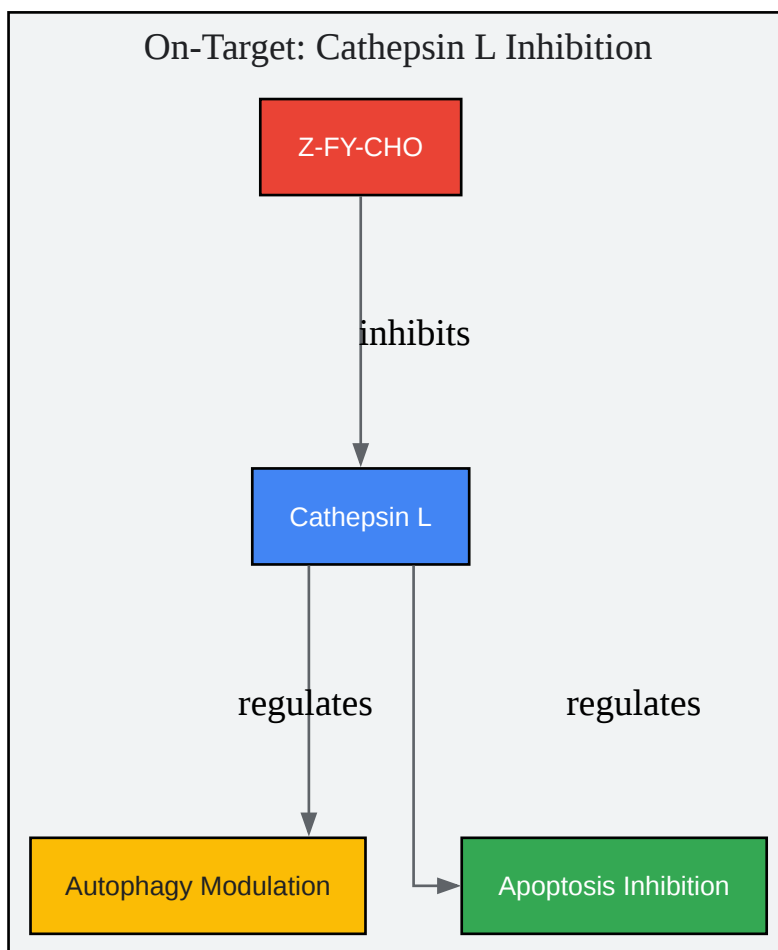 On-Target: Cathepsin L Inhibition
Z-FY-CHO
inhibits
Cathepsin L
regulates
regulates
Autophagy Modulation
Apoptosis Inhibition